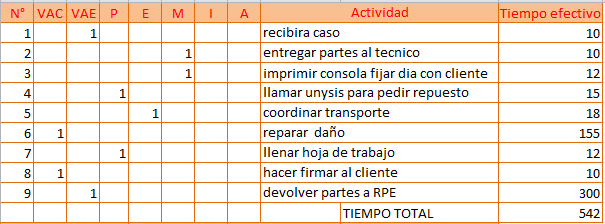 N° VAC VAE P E M I A Actividad Tiempo efectivo
1 1 recibira caso 10
2 1 entregar partes al tecnico 10
3 1 imprimir consola fijar dia con cliente 12
4 1 llamar unysis para pedir repuesto 15
5 1 coordinar transporte 18
6 1 reparar daño 155
7 1 llenar hoja de trabajo 12
8 1 hacer firmar al cliente 10
9 1 devolver partes a RPE 300
TIEMPO TOTAL 542